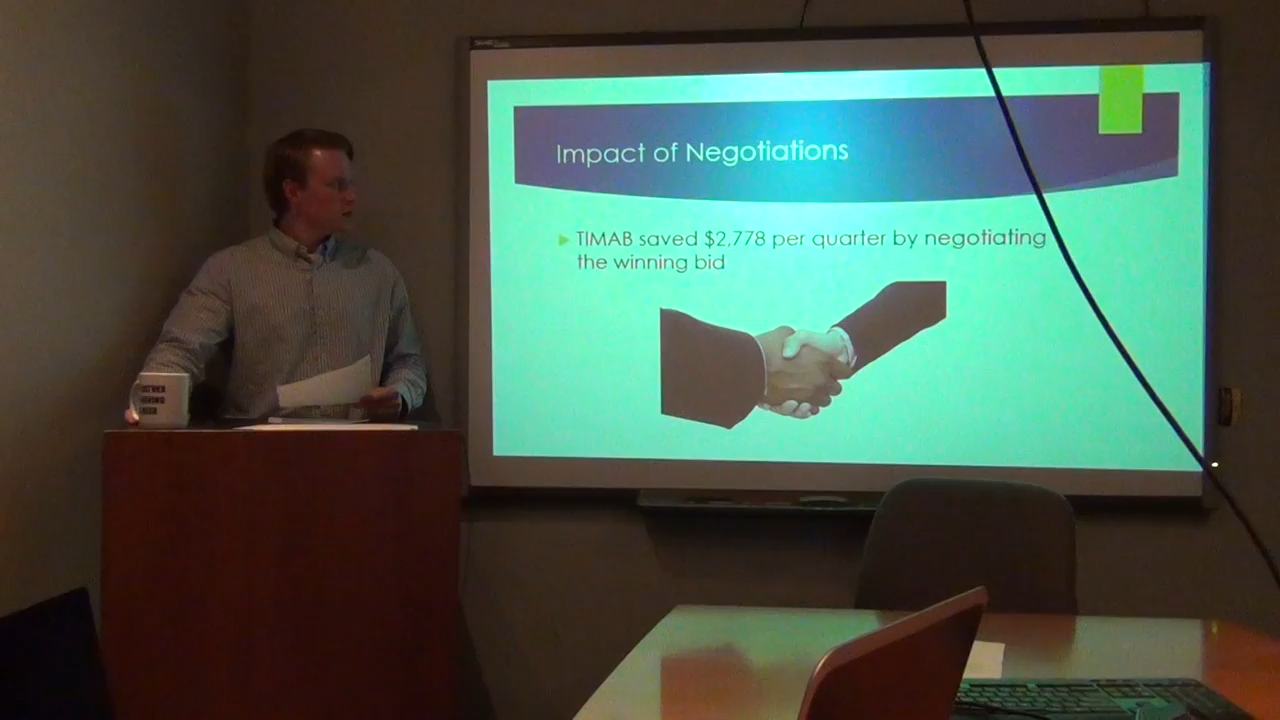 Impact of Negotiations
TIMAB saved $2,778 per quarter by negotiating
the winning bid